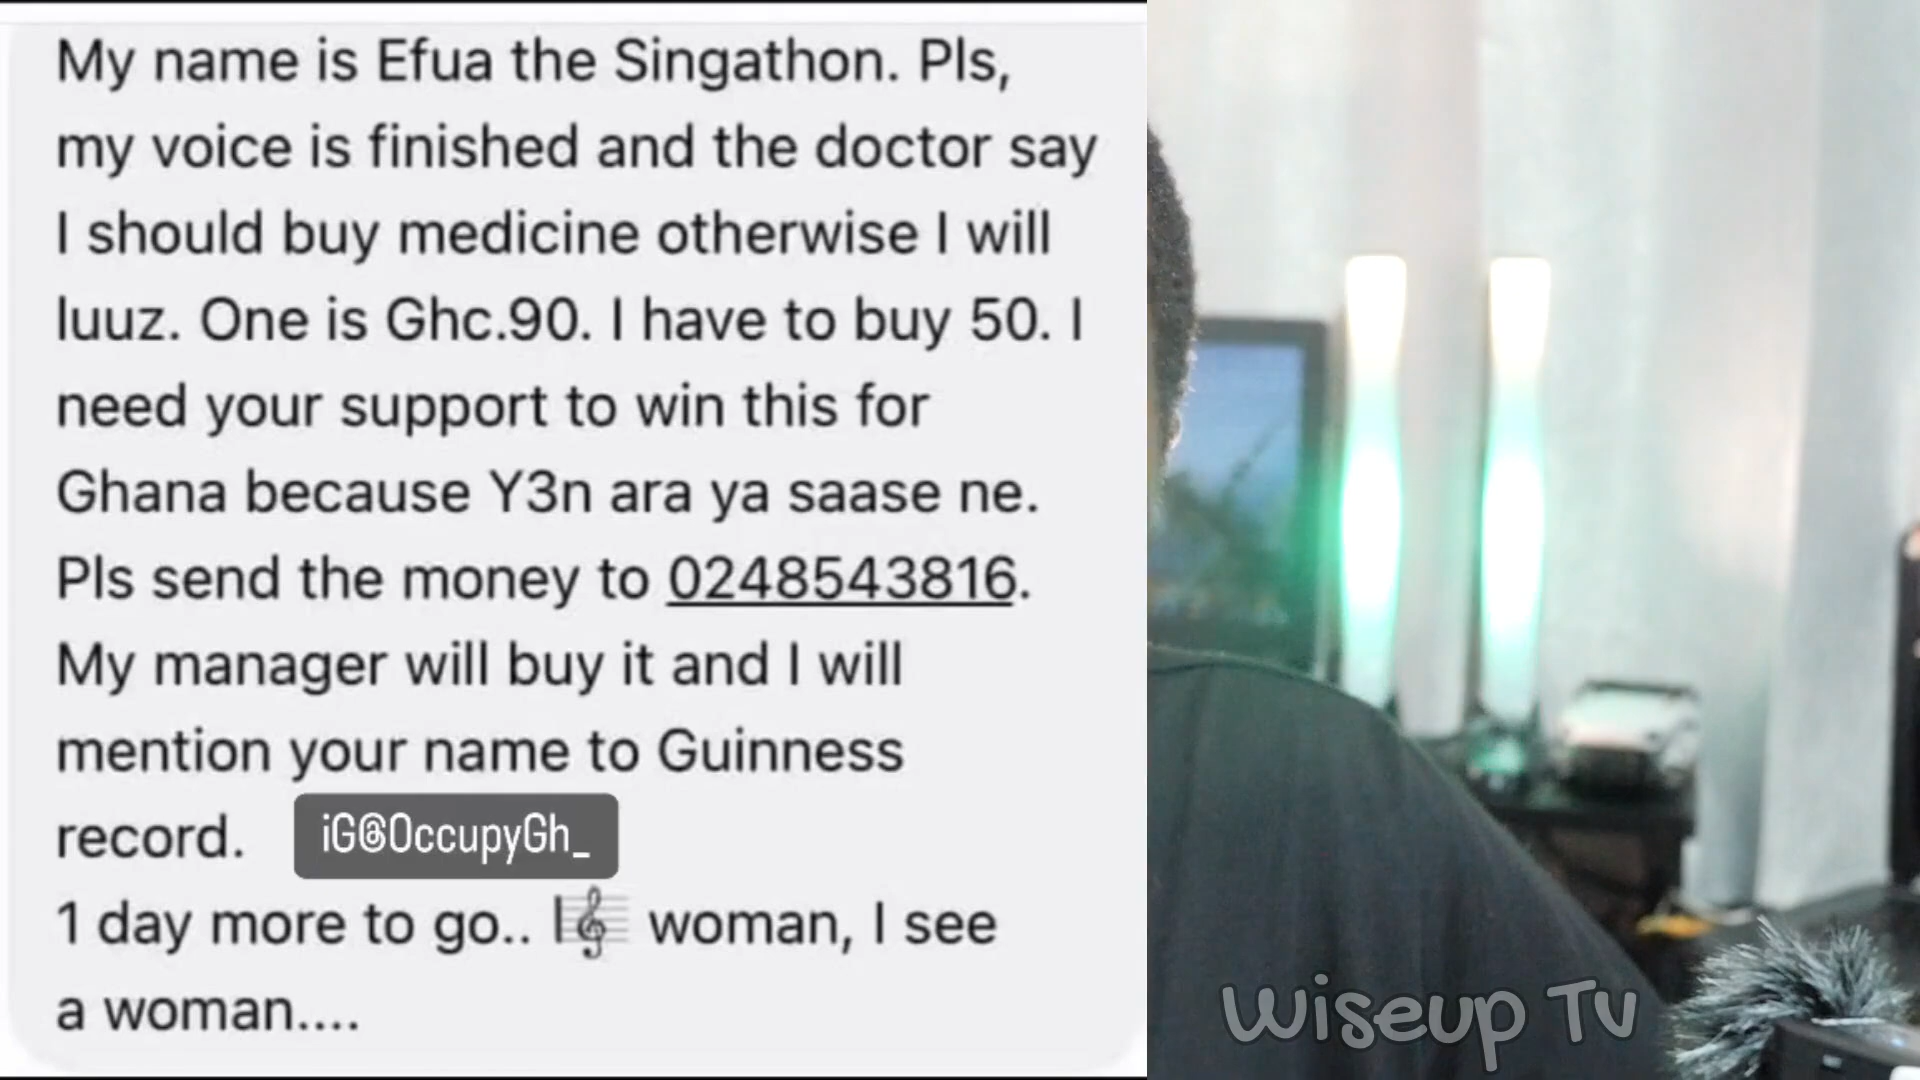 My name is Efua the Singathon. Pls,
my voice is finished and the doctor say
I should buy medicine otherwise I will
luuz. One is Ghc.90. I have to buy 50. I
need your support to win this for
Ghana because Y3n ara ya saase ne.
Pls send the money to 0248543816.
My manager will buy it and I will
mention your name to Guinness
record.
iG@OccupyGh_
1 day more to go.. I🎼 woman, I see
a woman....
Wiseup Tv